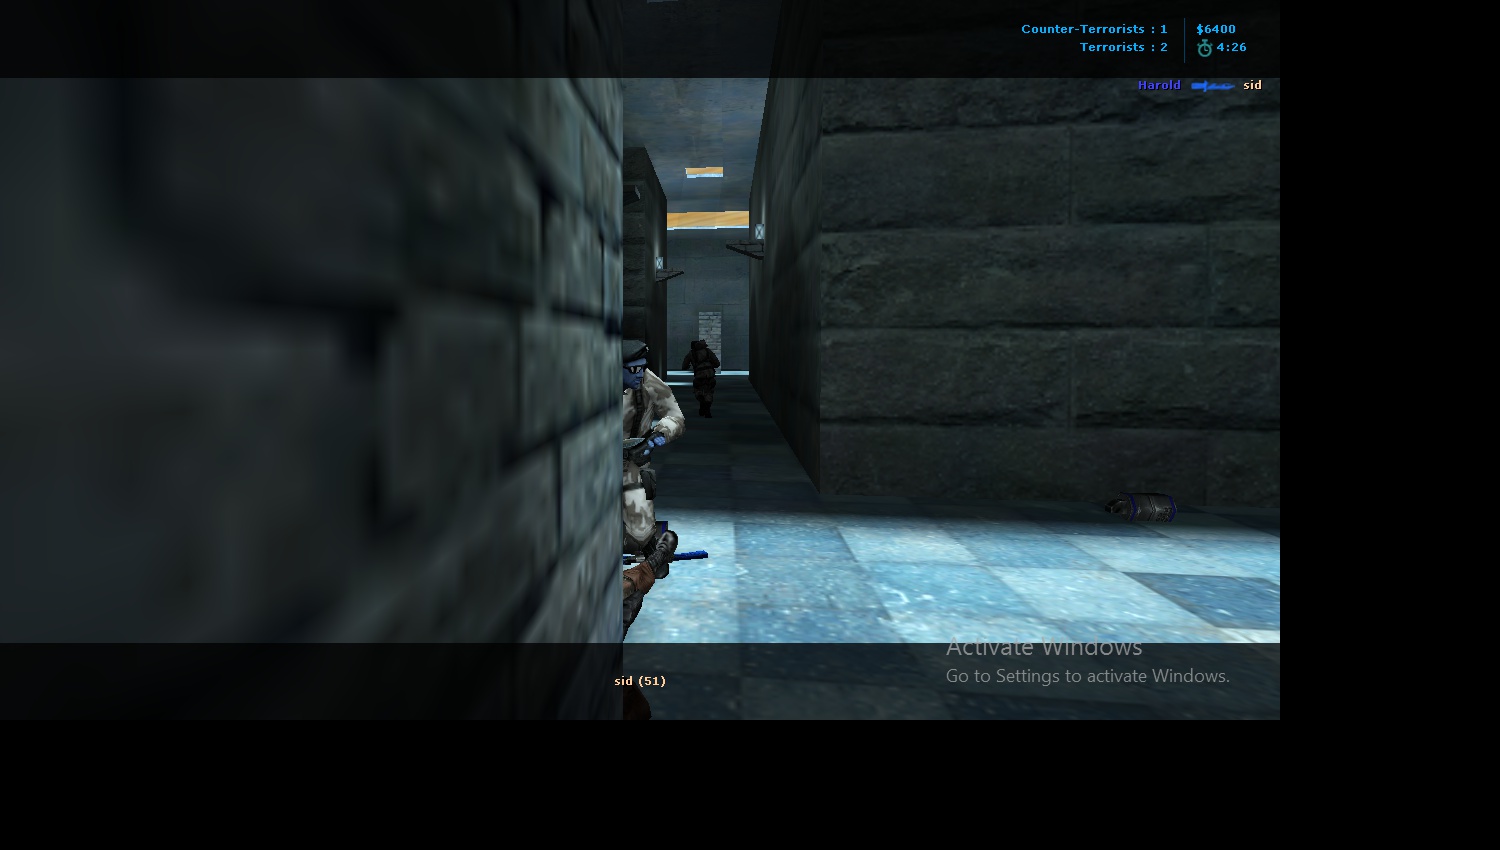 Counter-Terrorists : 1 $6400
Terrorists : 2 4:26
Harold sid
Activate Windows
Go to Settings to activate Windows.
sid (51)